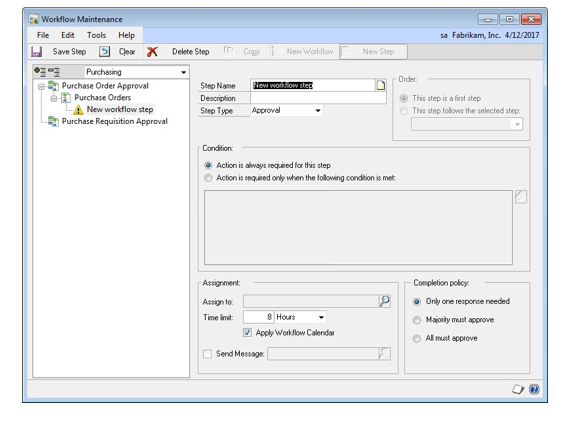 Workflow Maintenance
File Edit Tools Help sa Fabrikam, Inc. 4/12/2017
Save Step Clear Delete Step Copy New Workflow New Step
Purchasing
Purchase Order Approval
Purchase Orders
New workflow step
Purchase Requisition Approval
Step Name New workflow step
Description
Step Type Approval
Order:
This step is a first step
This step follows the selected step:
Condition:
Action is always required for this step
Action is required only when the following condition is met:
Assignment:
Assign to:
Time limit: 8 Hours
Apply Workflow Calendar
Send Message:
Completion policy:
Only one response needed
Majority must approve
All must approve